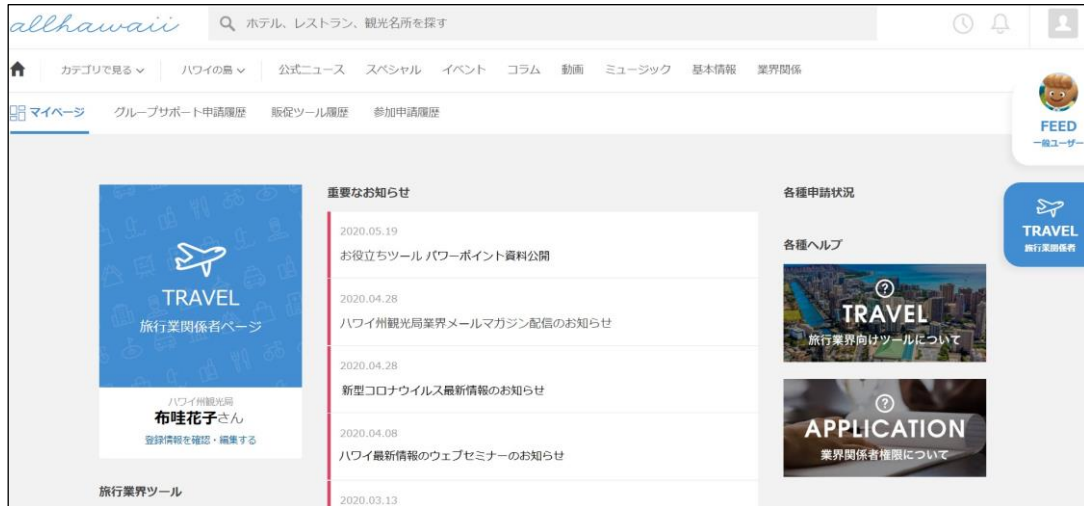 allhawaii
ホテル、レストラン、観光名所を探す
カテゴリで見る ハワイの島 公式ニュース スペシャル イベント コラム 動画 ミュージック 基本情報 業界関係
マイページ グループサポート申請履歴 販促ツール履歴 参加申請履歴
FEED
一般ユーザー
TRAVEL
旅行業関係者
TRAVEL
旅行業関係者ページ
ハワイ州観光局
布哇花子さん
登録情報を確認・編集する
旅行業界ツール
重要なお知らせ
2020.05.19
お役立ちツール パワーポイント資料公開
2020.04.28
ハワイ州観光局業界メールマガジン配信のお知らせ
2020.04.28
新型コロナウイルス最新情報のお知らせ
2020.04.08
ハワイ最新情報のウェブセミナーのお知らせ
2020.03.13
各種申請状況
各種ヘルプ
?
TRAVEL
旅行業界向けツールについて
?
APPLICATION
業界関係者権限について